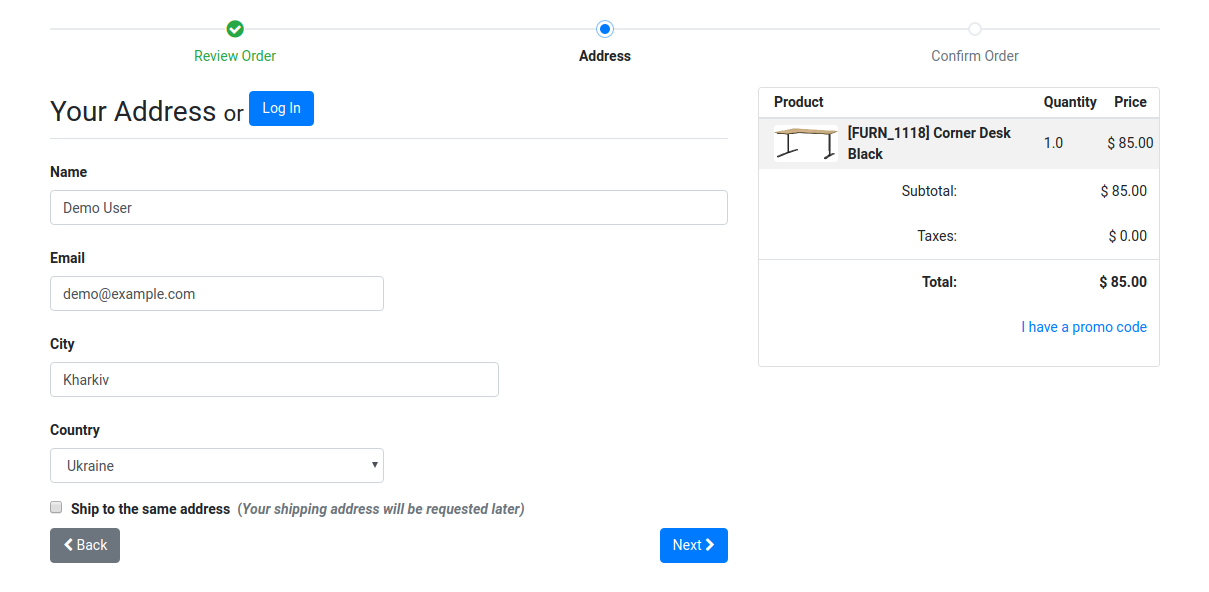 Review Order
Address
Confirm Order
Your Address or Log In
Name
Demo User
Email
demo@example.com
City
Kharkiv
Country
Ukraine
Ship to the same address (Your shipping address will be requested later)
Back
Next
Product Quantity Price
[FURN_1118] Corner Desk
Black
1.0 $ 85.00
Subtotal: $ 85.00
Taxes: $ 0.00
Total: $ 85.00
I have a promo code